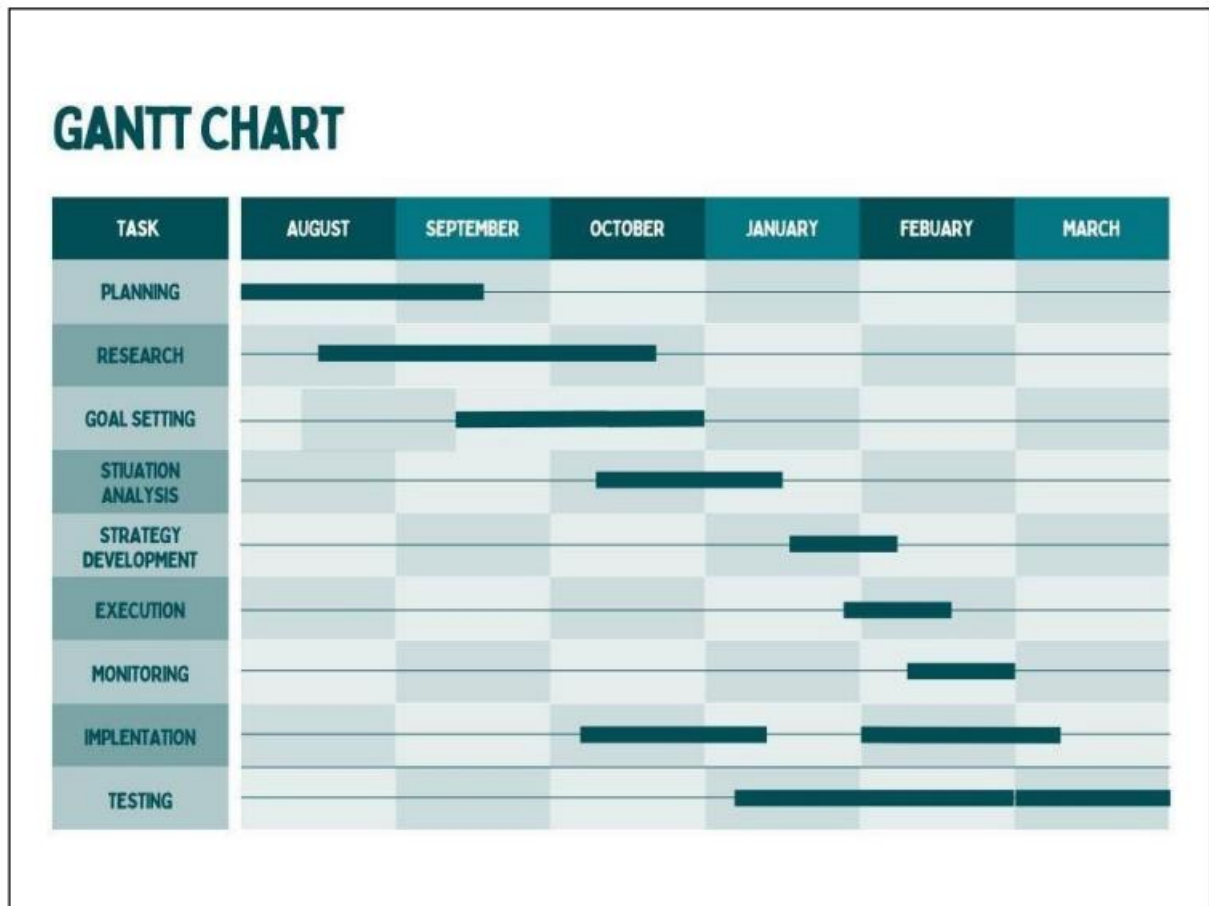 GANTT CHART
TASK AUGUST SEPTEMBER OCTOBER JANUARY FEBUARY MARCH
PLANNING
RESEARCH
GOAL SETTING
STIUATION
ANALYSIS
STRATEGY
DEVELOPMENT
EXECUTION
MONITORING
IMPLENTATION
TESTING